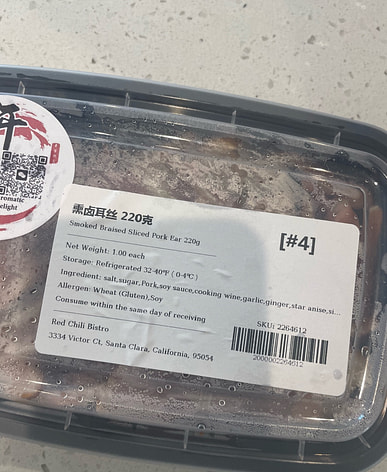 熏卤耳丝 220克
Smoked Braised Sliced Pork Ear 220g
[#4]
Net Weight: 1.00 each
Storage: Refrigerated 32-40°F ( 0-4℃ )
Ingredient: salt,sugar,Pork,soy sauce,cooking wine,garlic,ginger,star anise,si...
Allergen: Wheat (Gluten),Soy
Consume within the same day of receiving
SKU: 2264612
2000002264612
Red Chili Bistro
3334 Victor Ct, Santa Clara, California, 95054
romatic
elight